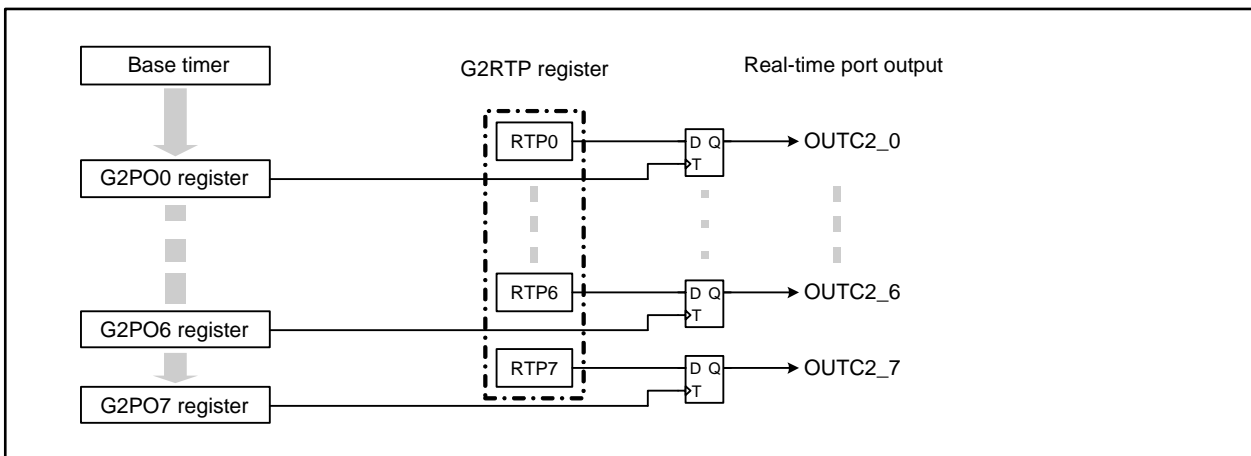 Base timer
G2RTP register
Real-time port output
RTP0
D Q
T
OUTC2_0
G2PO0 register
RTP6
D Q
T
OUTC2_6
G2PO6 register
RTP7
D Q
T
OUTC2_7
G2PO7 register